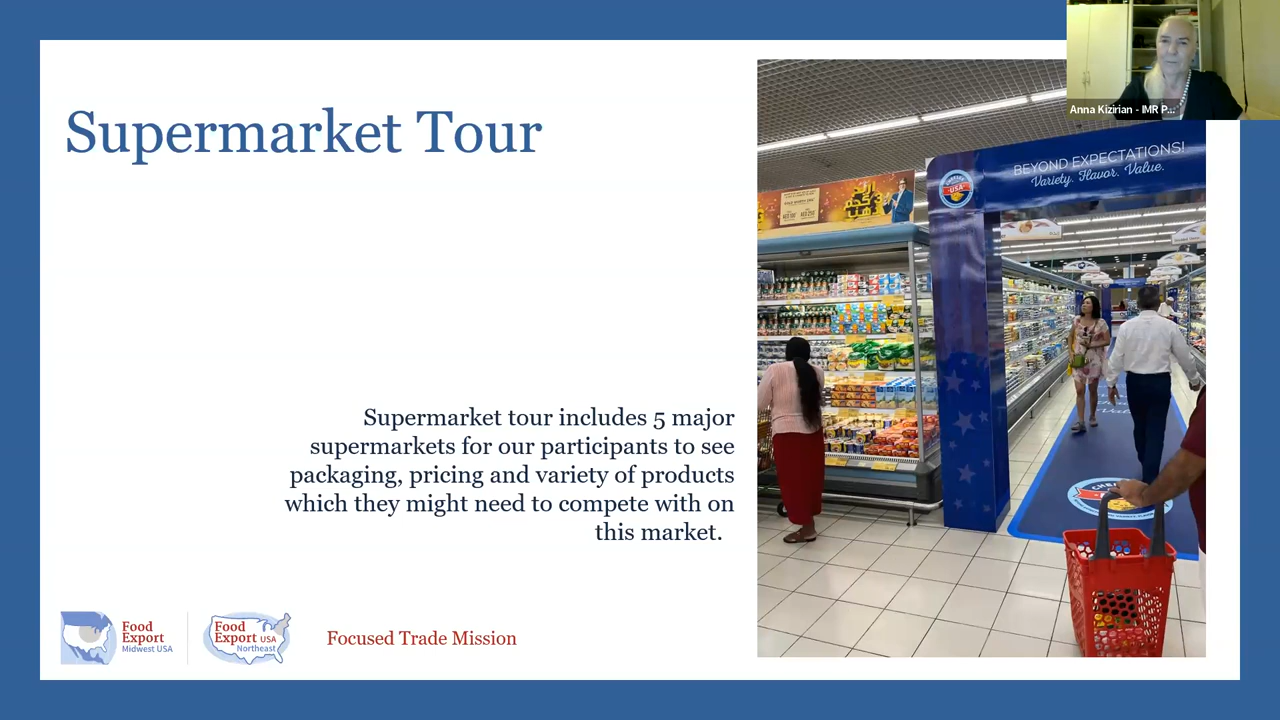 Anna Kizirian - IMR P...
Supermarket Tour
BEYOND EXPECTATIONS!
Variety. Flavor. Value.
USA
Supermarket tour includes 5 major
supermarkets for our participants to see
packaging, pricing and variety of products
which they might need to compete with on
this market.
Food
Export
Midwest USA
Food
Export USA
Northeast
Focused Trade Mission